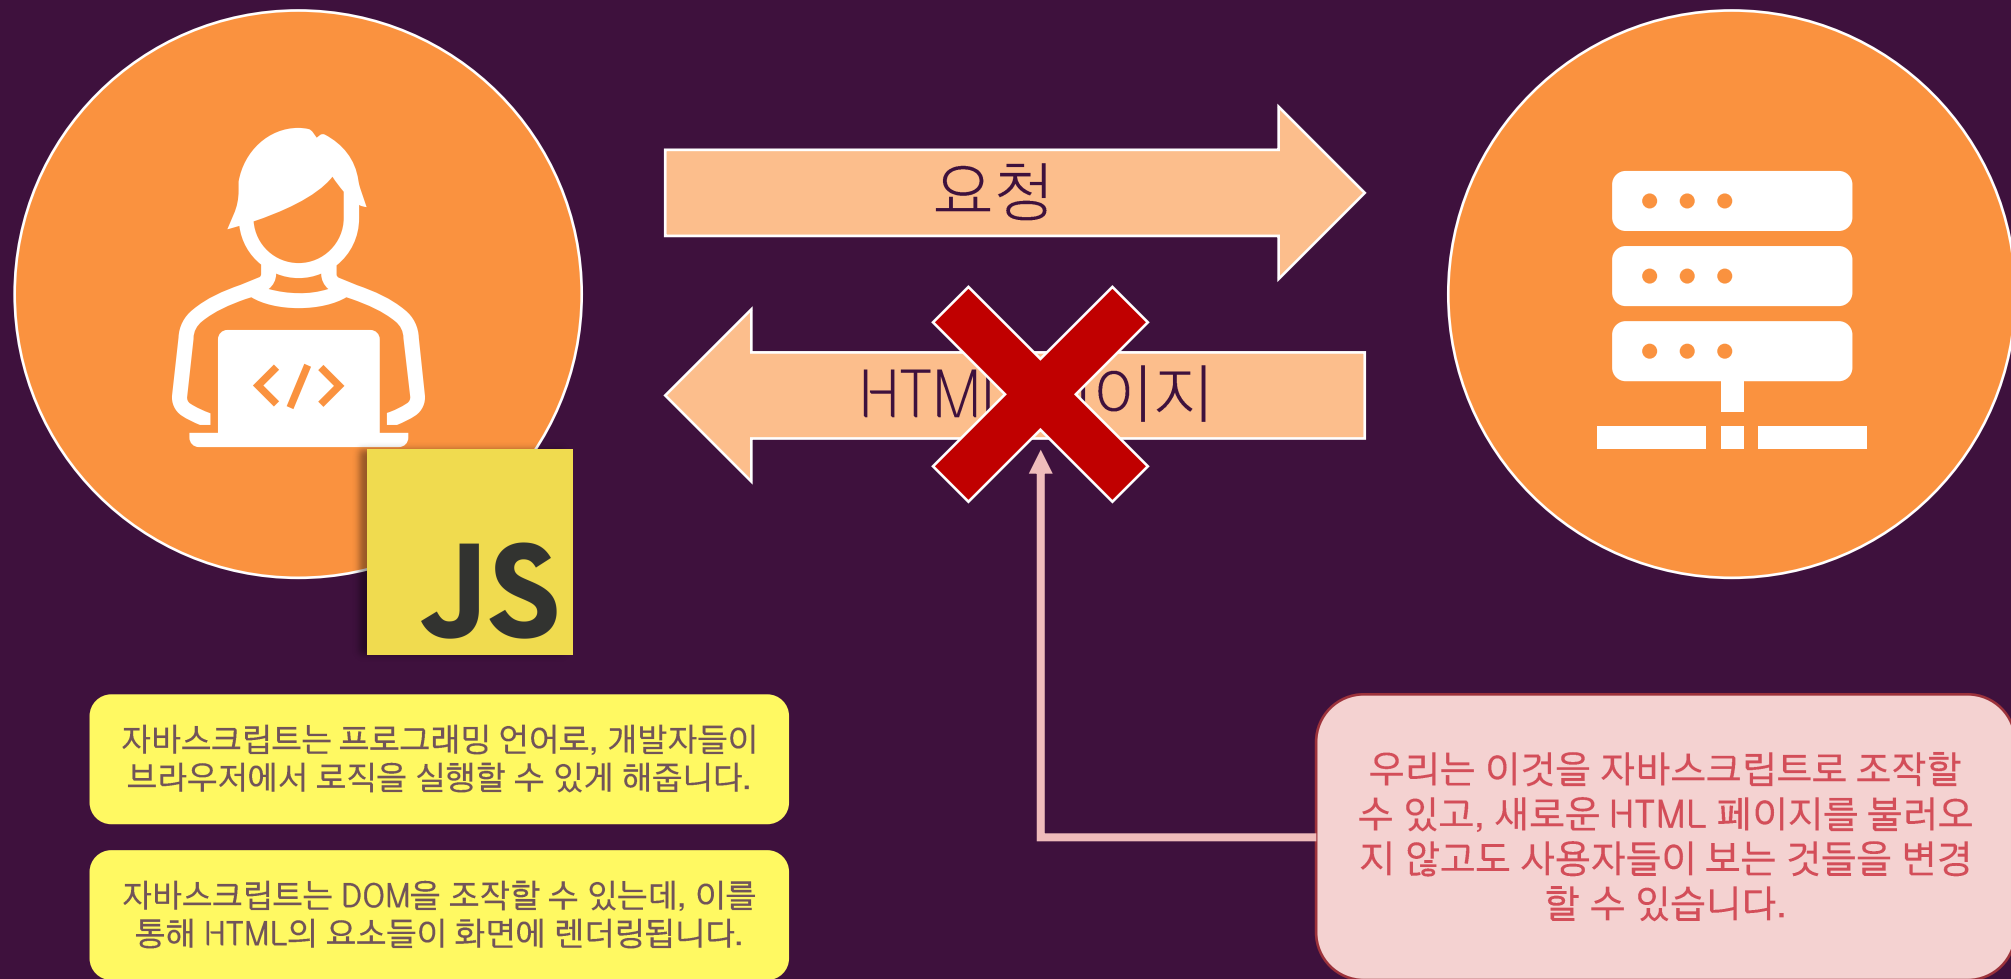 요청
HTML 이지
</>
JS
자바스크립트는 프로그래밍 언어로, 개발자들이
브라우저에서 로직을 실행할 수 있게 해줍니다.
자바스크립트는 DOM을 조작할 수 있는데, 이를
통해 HTML의 요소들이 화면에 렌더링됩니다.
우리는 이것을 자바스크립트로 조작할
수 있고, 새로운 HTML 페이지를 불러오
지 않고도 사용자들이 보는 것들을 변경
할 수 있습니다.